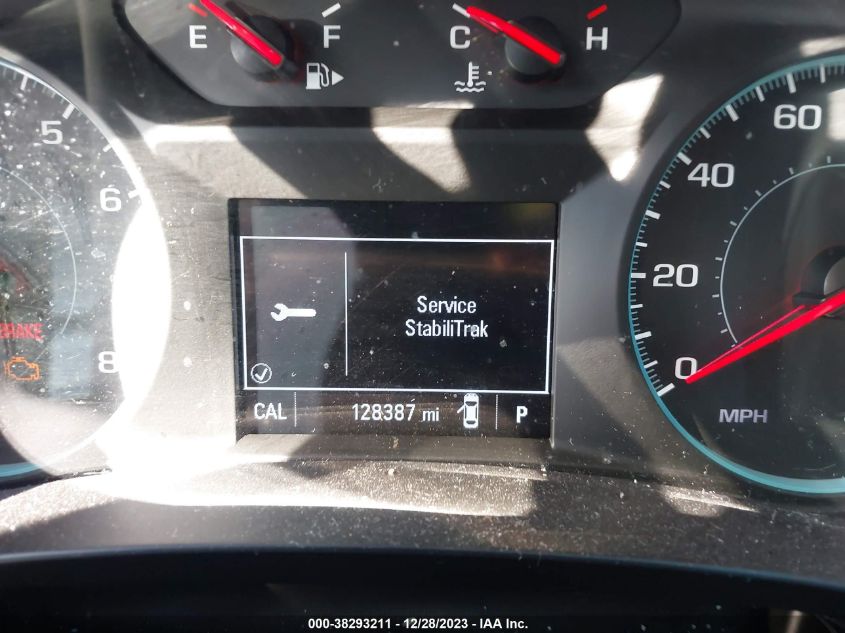 E F C H
5
6
8
BRAKE
60
40
20
0
MPH
Service
StabiliTrak
CAL 128387 mi P
000-38293211 - 12/28/2023 - IAA Inc.